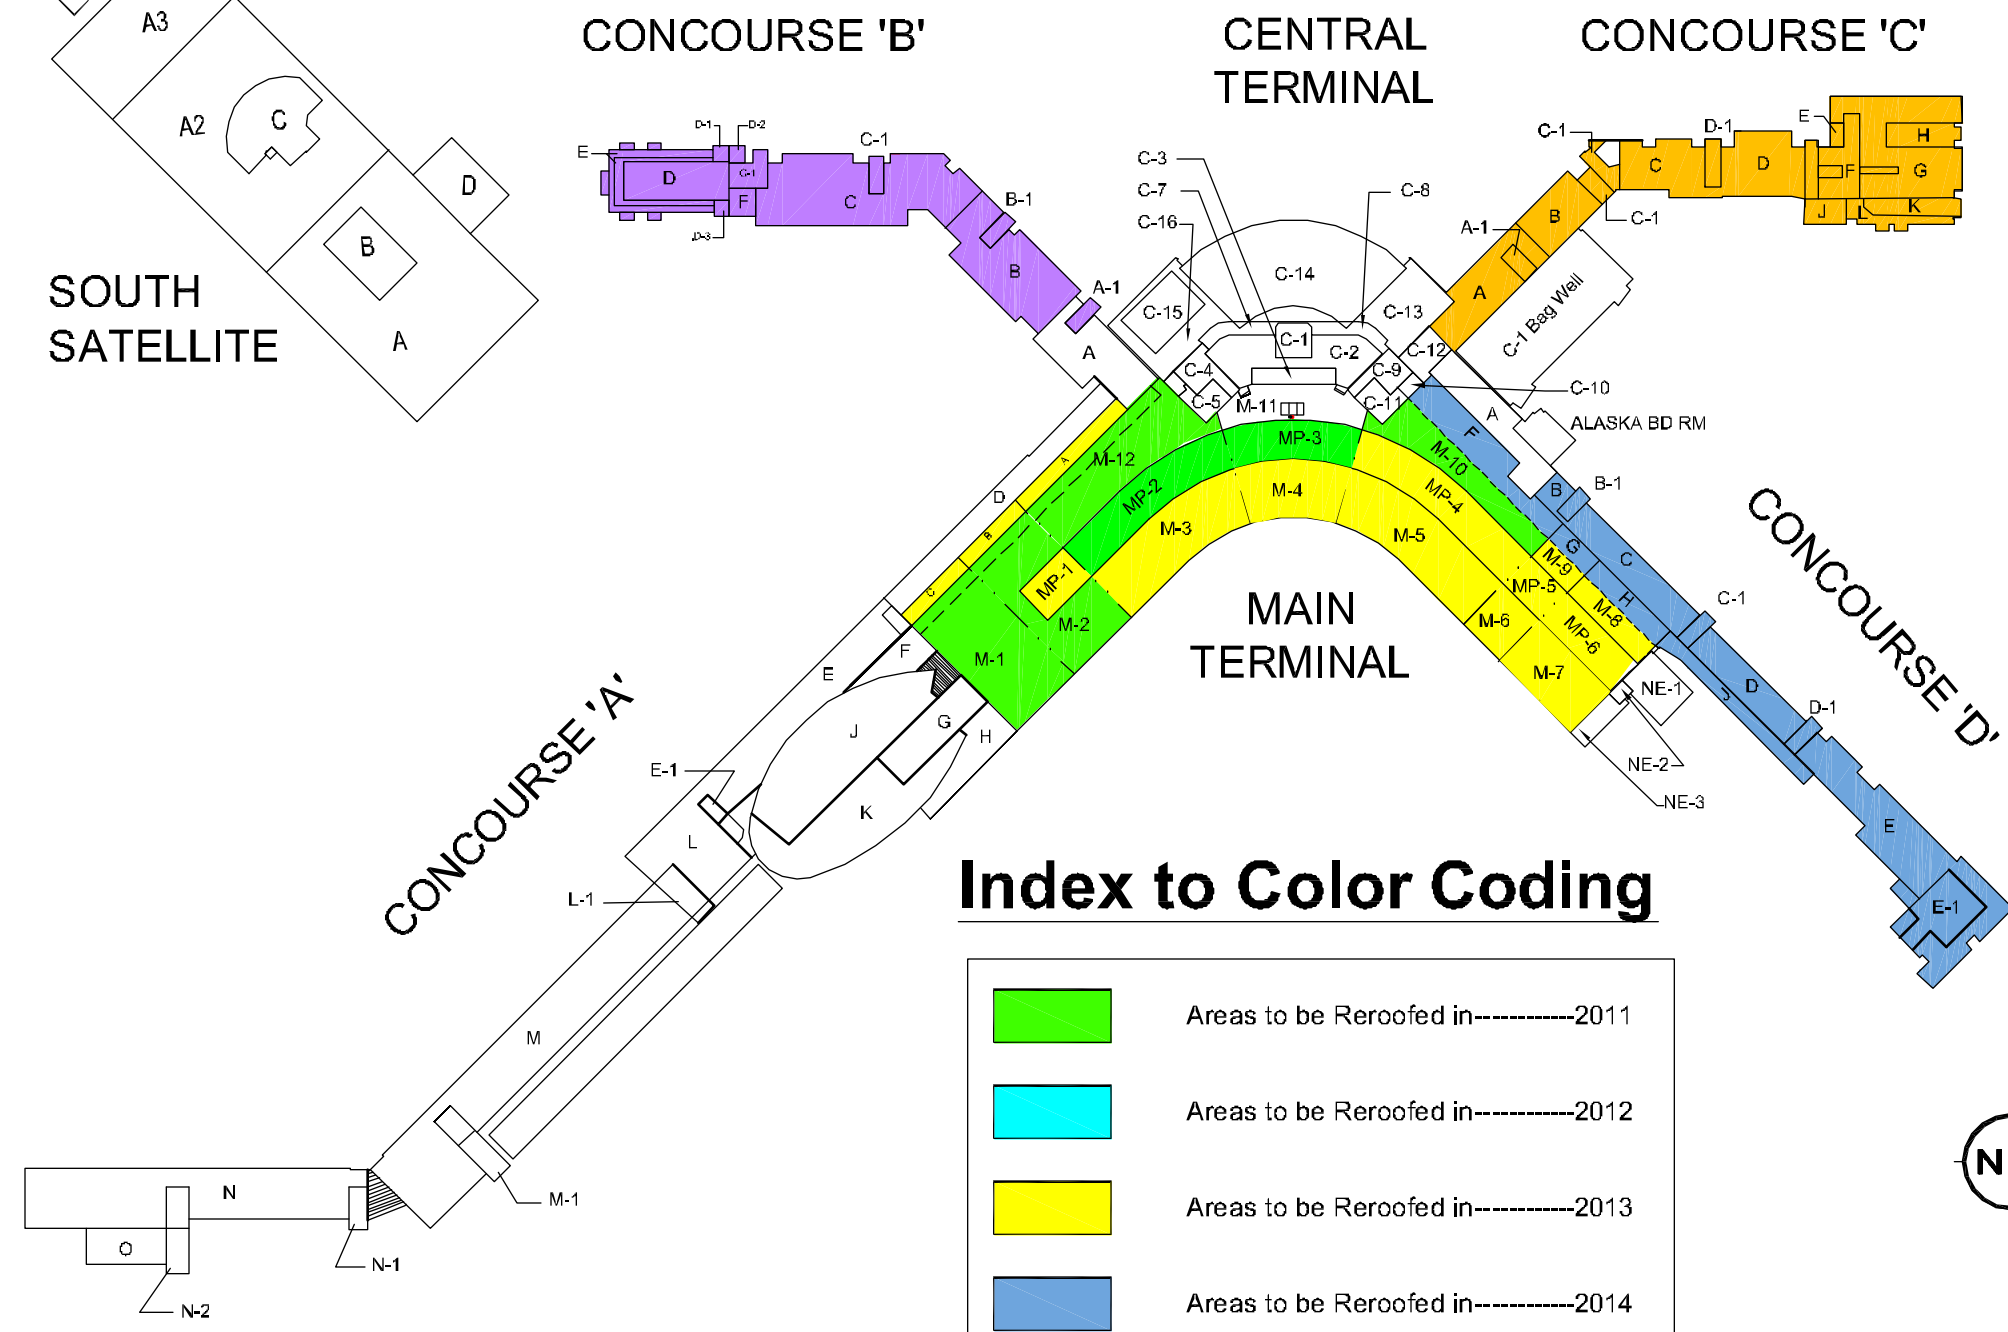 CONCOURSE 'B'
CENTRAL
TERMINAL
CONCOURSE 'C'
A3
A2
C
D
B
A
SOUTH
SATELLITE
E
D-1
D-2
D
C-1
F
D-3
C-1
C
B-1
B
A-1
A
C-3
C-7
C-16
C-8
C-14
C-15
C-13
C-1
C-2
C-12
C-4
C-9
C-5
C-11
C-10
M-11
C-1
D-1
E
H
C
D
F
G
B
C-1
J
L
K
A-1
A
C-1 Bag Well
ALASKA BD RM
A
F
B
B-1
G
C
H
C-1
D
J
D-1
E
E-1
CONCOURSE 'D'
MP-3
M-12
M-10
MP-2
M-4
MP-4
M-3
M-5
M-9
MP-1
MP-5
M-8
M-2
M-6
MP-6
M-1
M-7
NE-1
NE-2
NE-3
MAIN
TERMINAL
A
D
B
C
F
E
G
J
H
K
E-1
L
L-1
CONCOURSE 'A'
M
M-1
N
O
N-1
N-2
Index to Color Coding
Areas to be Reroofed in------------2011
Areas to be Reroofed in------------2012
Areas to be Reroofed in------------2013
Areas to be Reroofed in------------2014
N